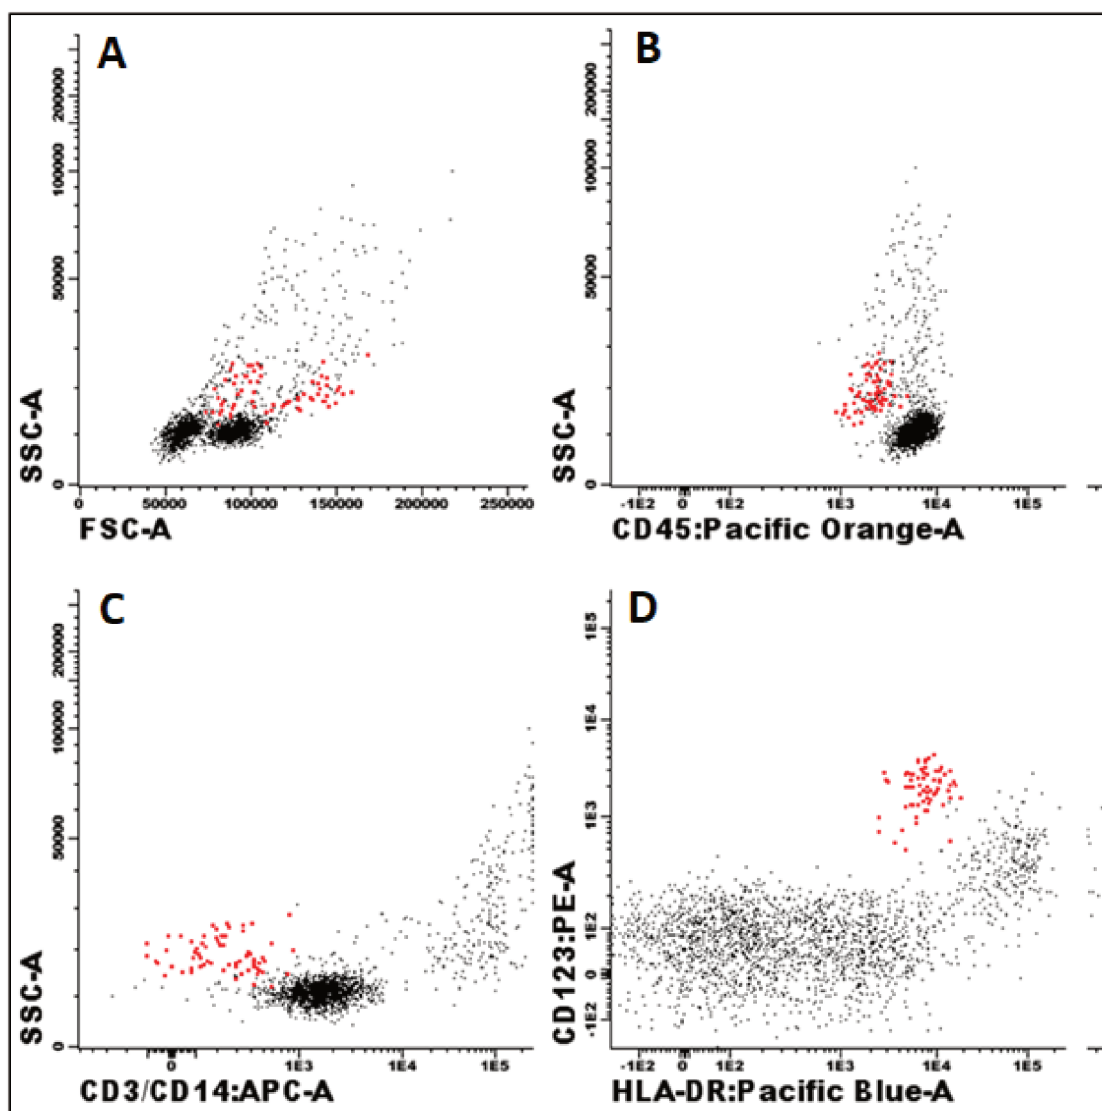 A
B
200000
100000
50000
0
SSC-A
50000 100000 150000 200000 250000
0
FSC-A
200000
100000
50000
0
SSC-A
-1E2 0 1E2 1E3 1E4 1E5
CD45:Pacific Orange-A
C
D
200000
100000
50000
0
SSC-A
0 1E3 1E4 1E5
CD3/CD14:APC-A
1E5
1E4
1E3
1E2
0
-1E2
CD123:PE-A
-1E2 0 1E2 1E3 1E4 1E5
HLA-DR:Pacific Blue-A